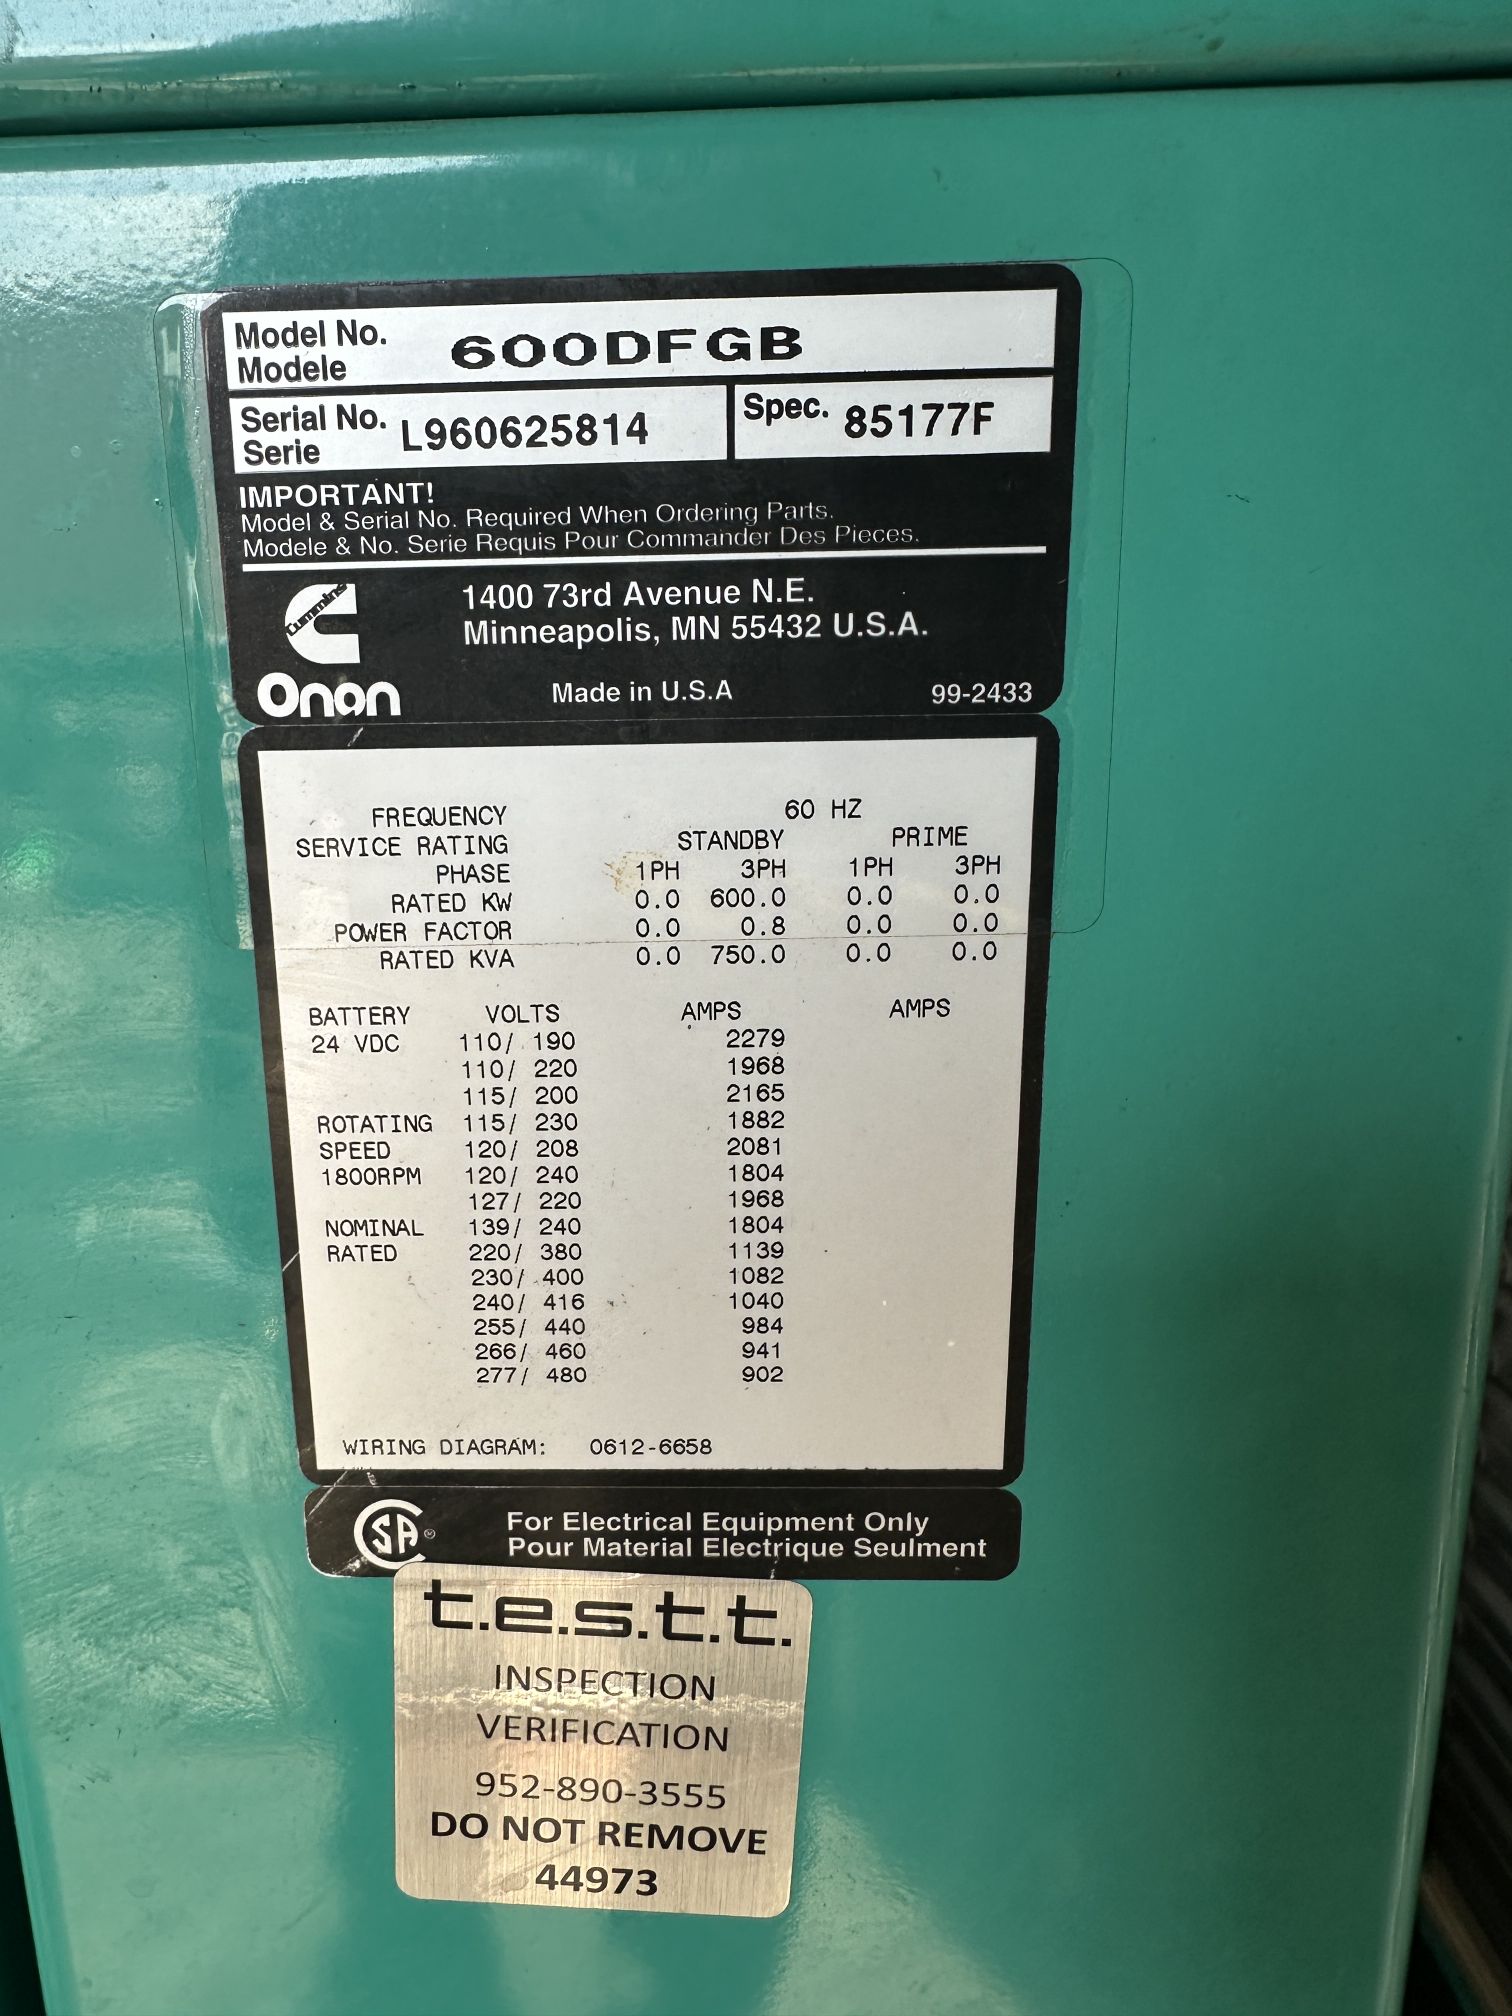 Model No. 600DFGB
Modele
Serial No. L960625814 Spec. 85177F
Serie
IMPORTANT!
Model & Serial No. Required When Ordering Parts.
Modele & No. Serie Requis Pour Commander Des Pieces.
Cummins
Onan
1400 73rd Avenue N.E.
Minneapolis, MN 55432 U.S.A.
Made in U.S.A 99-2433
FREQUENCY 60 HZ
SERVICE RATING STANDBY PRIME
PHASE 1PH 3PH 1PH 3PH
RATED KW 0.0 600.0 0.0 0.0
POWER FACTOR 0.0 0.8 0.0 0.0
RATED KVA 0.0 750.0 0.0 0.0
BATTERY VOLTS AMPS AMPS
24 VDC 110/ 190 2279
110/ 220 1968
115/ 200 2165
ROTATING 115/ 230 1882
SPEED 120/ 208 2081
1800RPM 120/ 240 1804
127/ 220 1968
NOMINAL 139/ 240 1804
RATED 220/ 380 1139
230/ 400 1082
240/ 416 1040
255/ 440 984
266/ 460 941
277/ 480 902
WIRING DIAGRAM: 0612-6658
SA ® For Electrical Equipment Only
Pour Material Electrique Seulment
t.e.s.t.t.
INSPECTION
VERIFICATION
952-890-3555
DO NOT REMOVE
44973